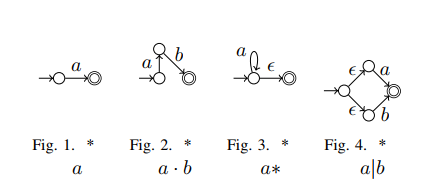 a
a b
a ϵ
ϵ a
ϵ b
Fig. 1. *
a
Fig. 2. *
a · b
Fig. 3. *
a*
Fig. 4. *
a|b